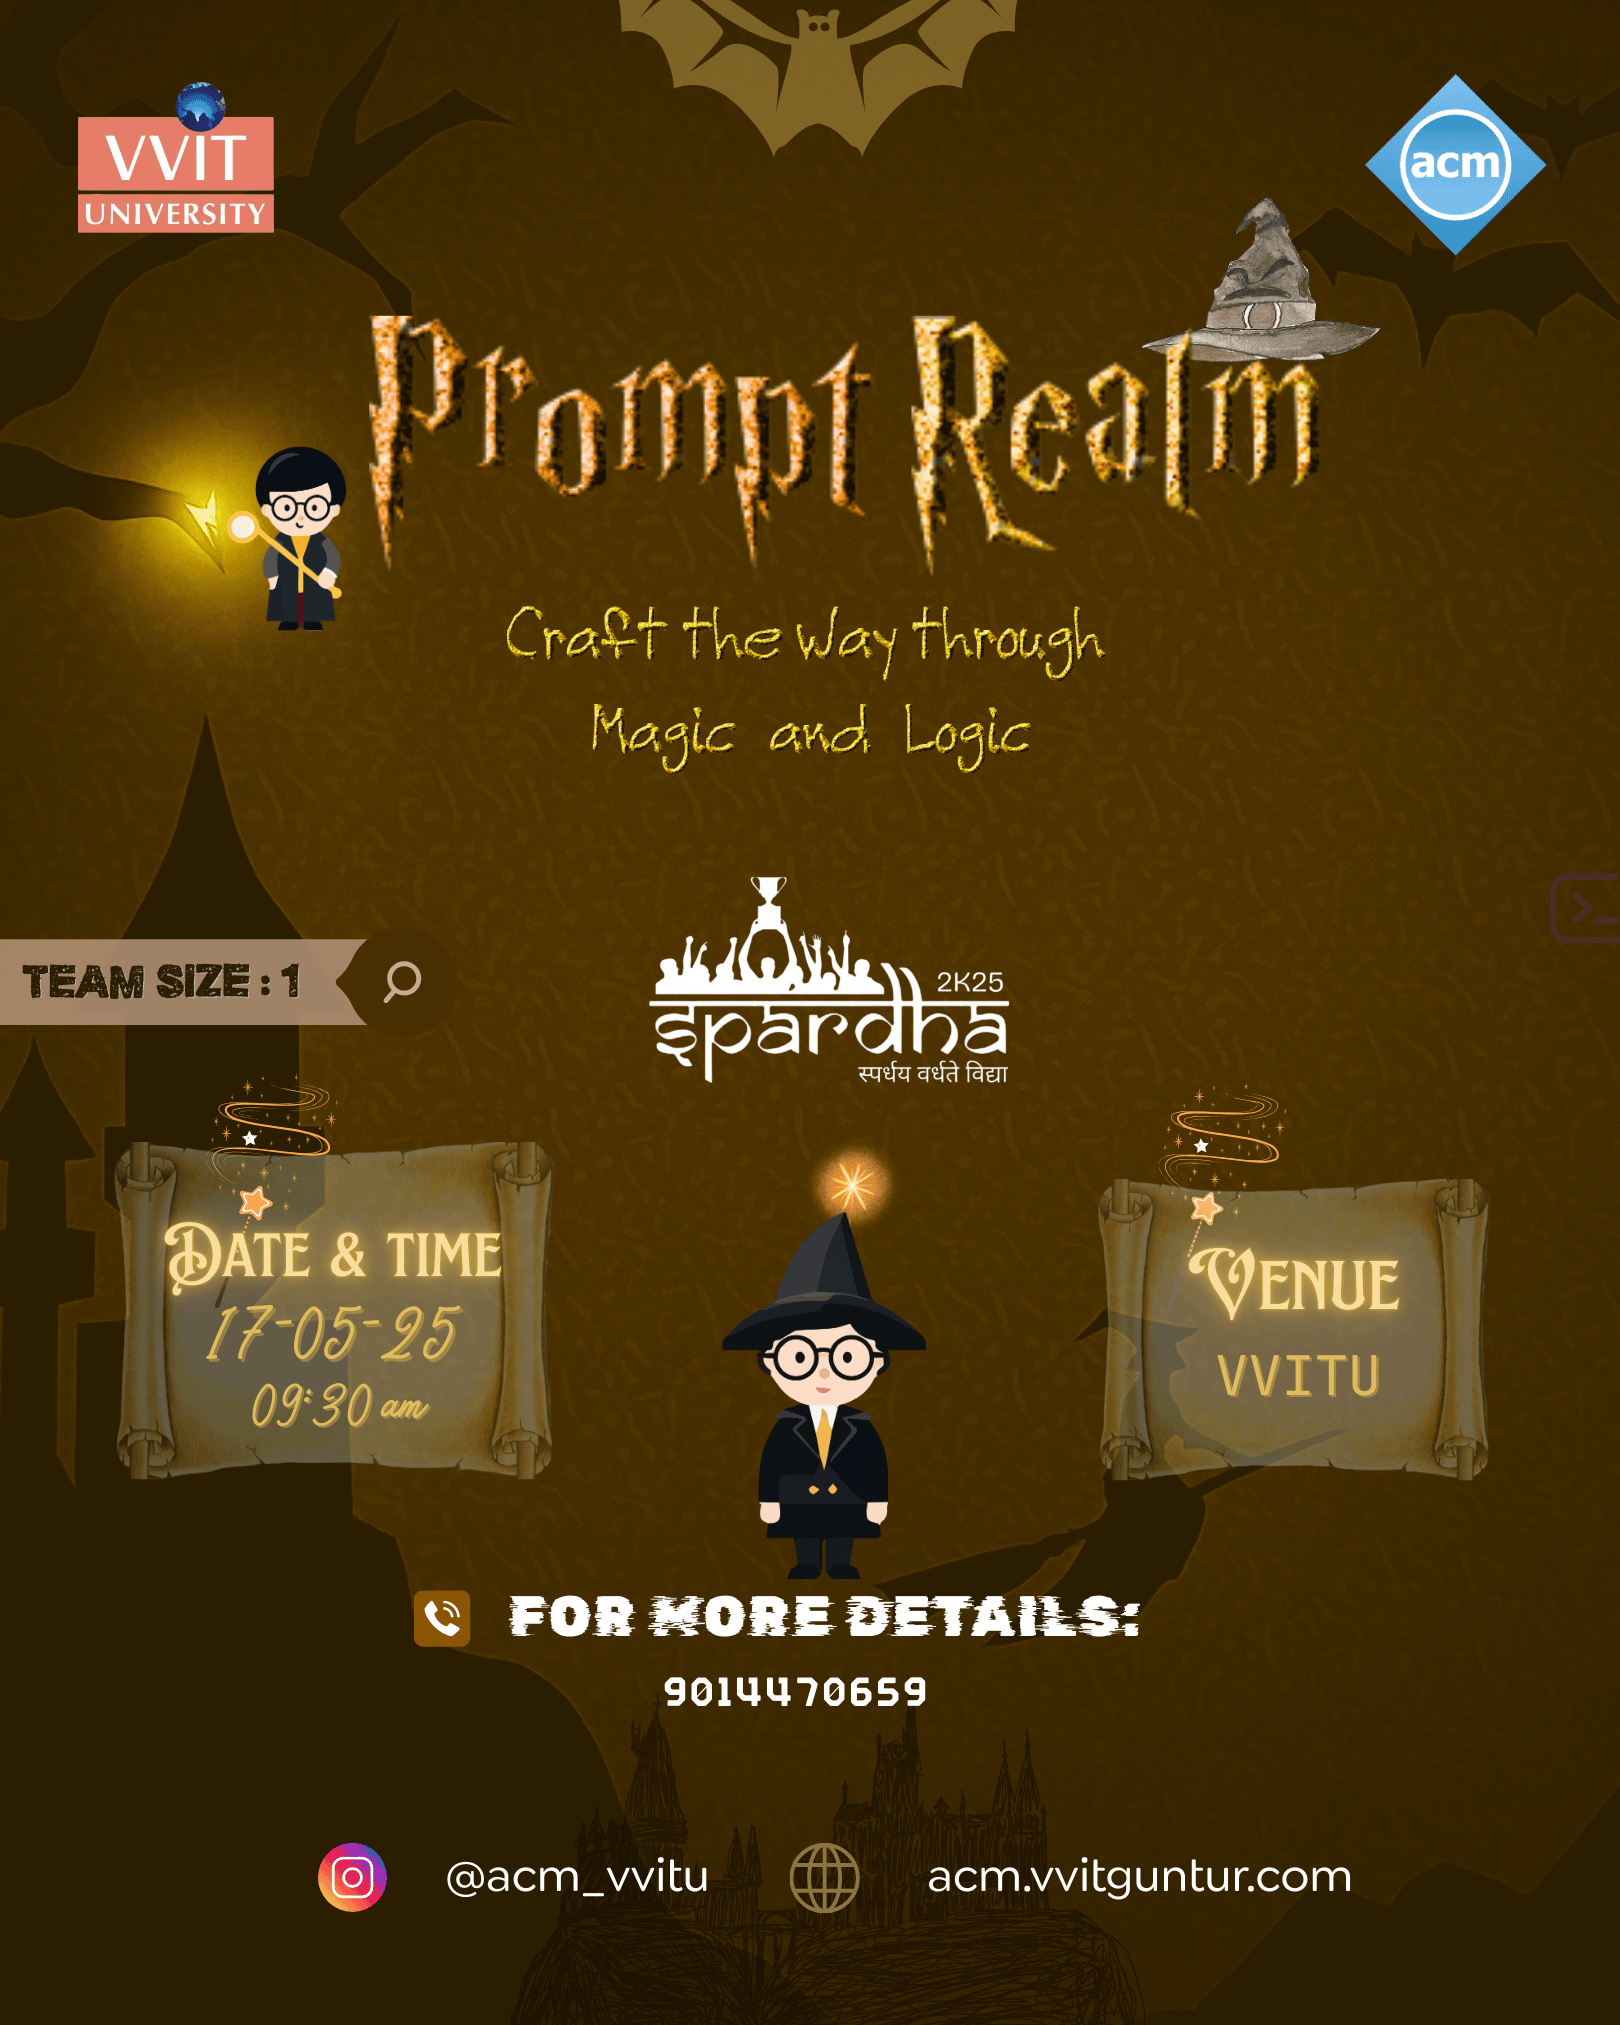 VVIT
UNIVERSITY
acm
Prompt Realm
Craft the Way through
Magic and Logic
TEAM SIZE : 1
2K25
spardha
स्पर्धय वर्धते विद्या
DATE & TIME
17-05-25
09:30 am
VENUE
VVITU
FOR MORE DETAILS:
9014470659
@acm_vvitu
acm.vvitguntur.com